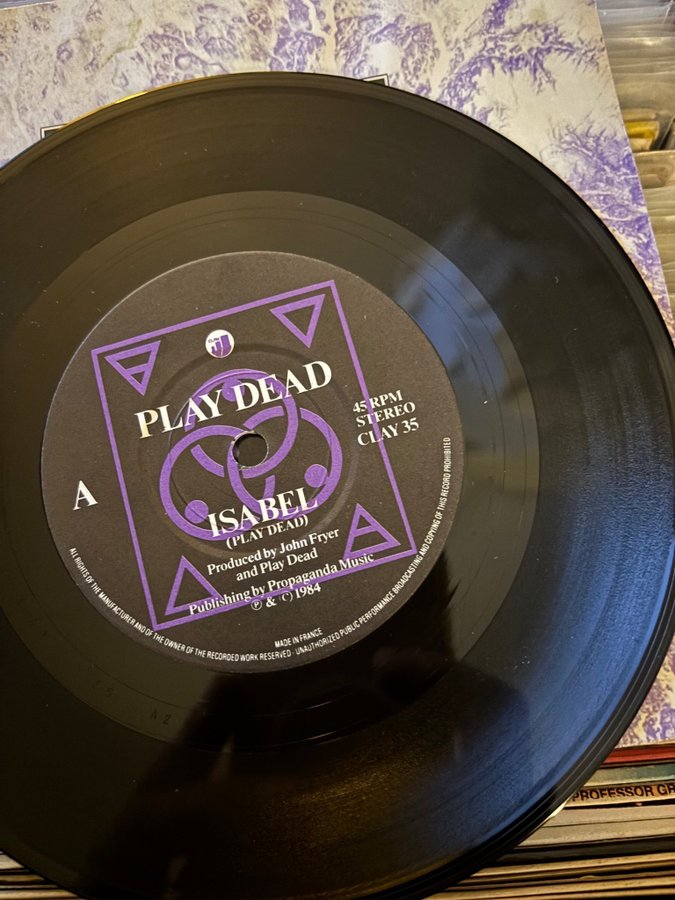 PLAY DEAD
45 RPM
STEREO
CLAY 35
A
ISABEL
(PLAY DEAD)
Produced by John Fryer
and Play Dead
Publishing by Propaganda Music
℗ & © 1984
ALL RIGHTS OF THE MANUFACTURER AND OF THE OWNER OF THE RECORDED WORK RESERVED · UNAUTHORIZED PUBLIC PERFORMANCE BROADCASTING AND COPYING OF THIS RECORD PROHIBITED
MADE IN FRANCE
A 2
PROFESSOR GR